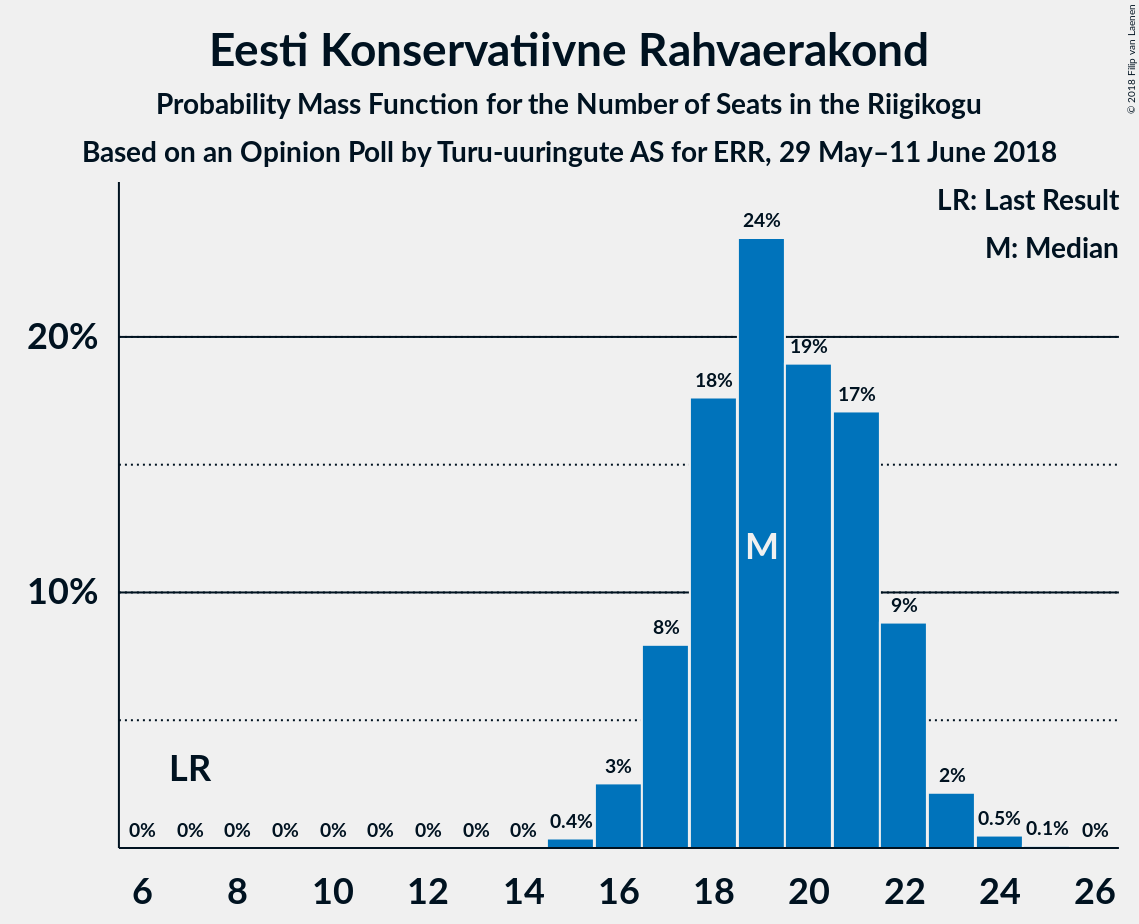 Eesti Konservatiivne Rahvaerakond
Probability Mass Function for the Number of Seats in the Riigikogu
Based on an Opinion Poll by Turu-uuringute AS for ERR, 29 May–11 June 2018
© 2018 Filip van Laenen
LR: Last Result
M: Median
20%
10%
0% 0% 0% 0% 0% 0% 0% 0% 0% 0.4% 3% 8% 18% 24% 19% 17% 9% 2% 0.5% 0.1% 0%
LR
M
6 8 10 12 14 16 18 20 22 24 26